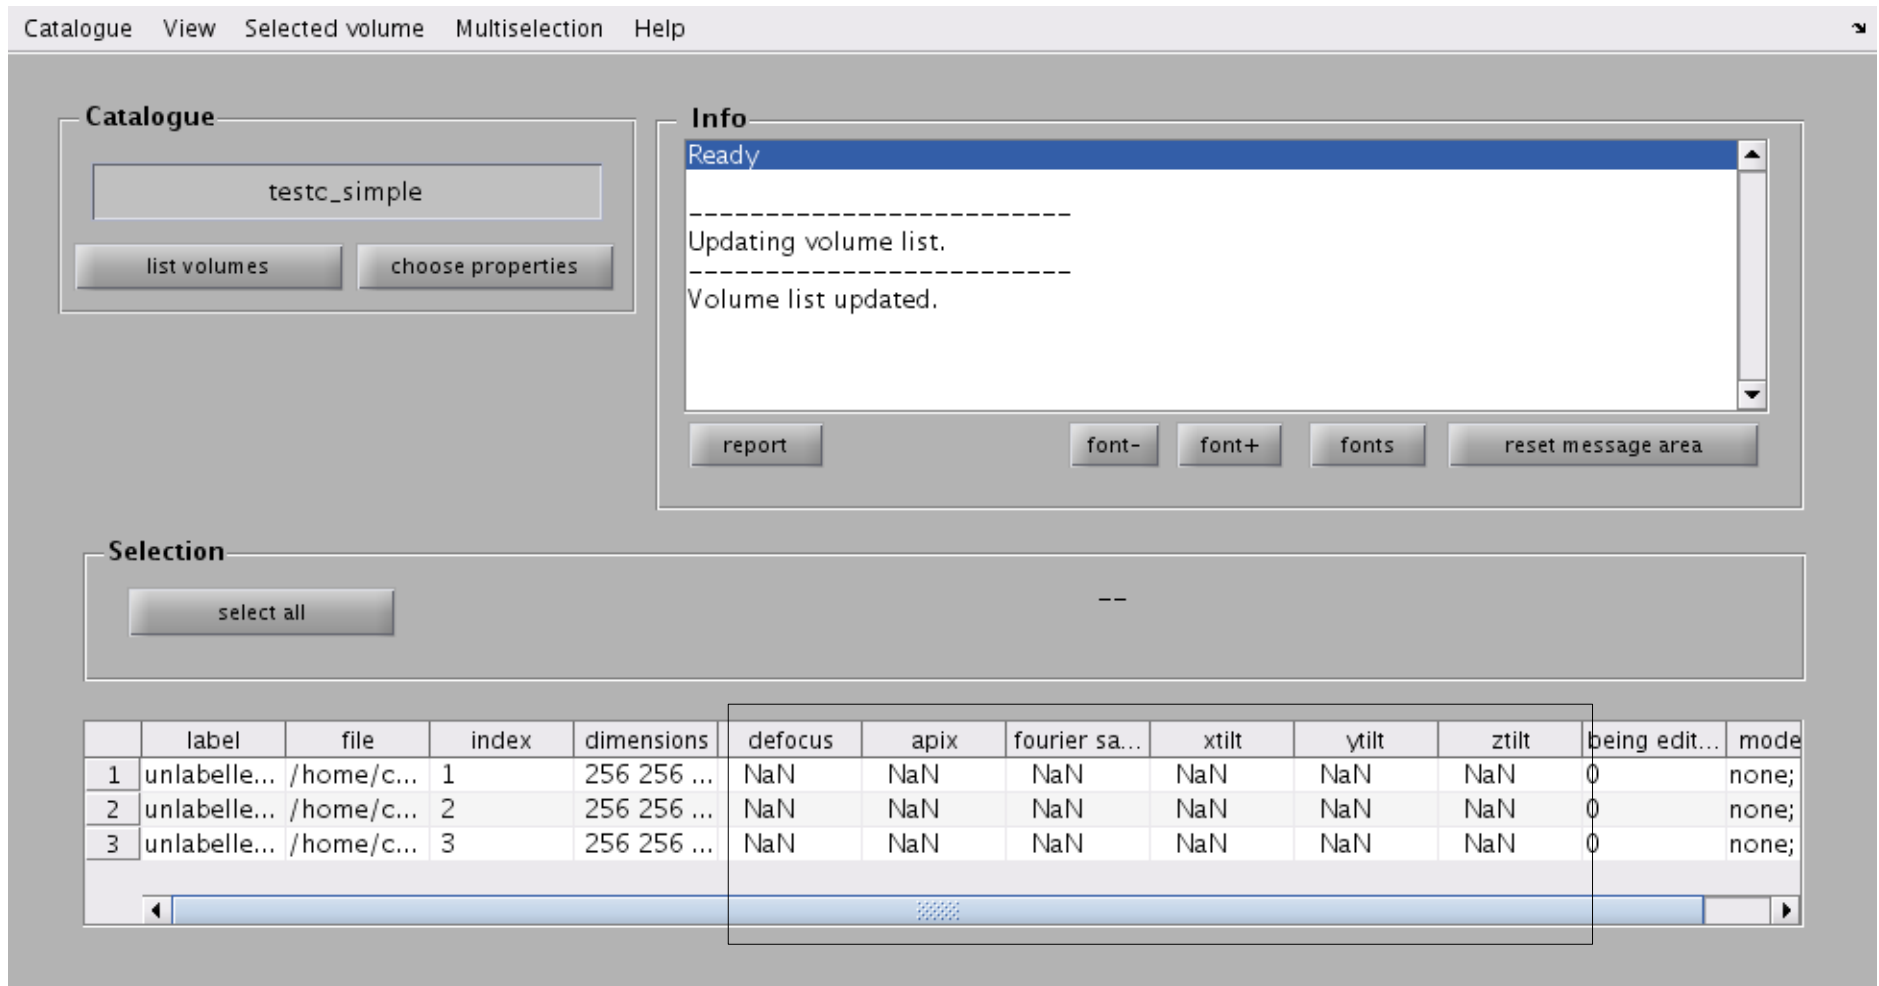 Catalogue View Selected volume Multiselection Help
Catalogue
testc_simple
list volumes choose properties
Info
Ready
-------------------------
Updating volume list.
-------------------------
Volume list updated.
report font- font+ fonts reset message area
Selection
select all
--
label file index dimensions defocus apix fourier sa... xtilt ytilt ztilt being edit... mode
1 unlabelle... /home/c... 1 256 256 ... NaN NaN NaN NaN NaN NaN 0 none;
2 unlabelle... /home/c... 2 256 256 ... NaN NaN NaN NaN NaN NaN 0 none;
3 unlabelle... /home/c... 3 256 256 ... NaN NaN NaN NaN NaN NaN 0 none;